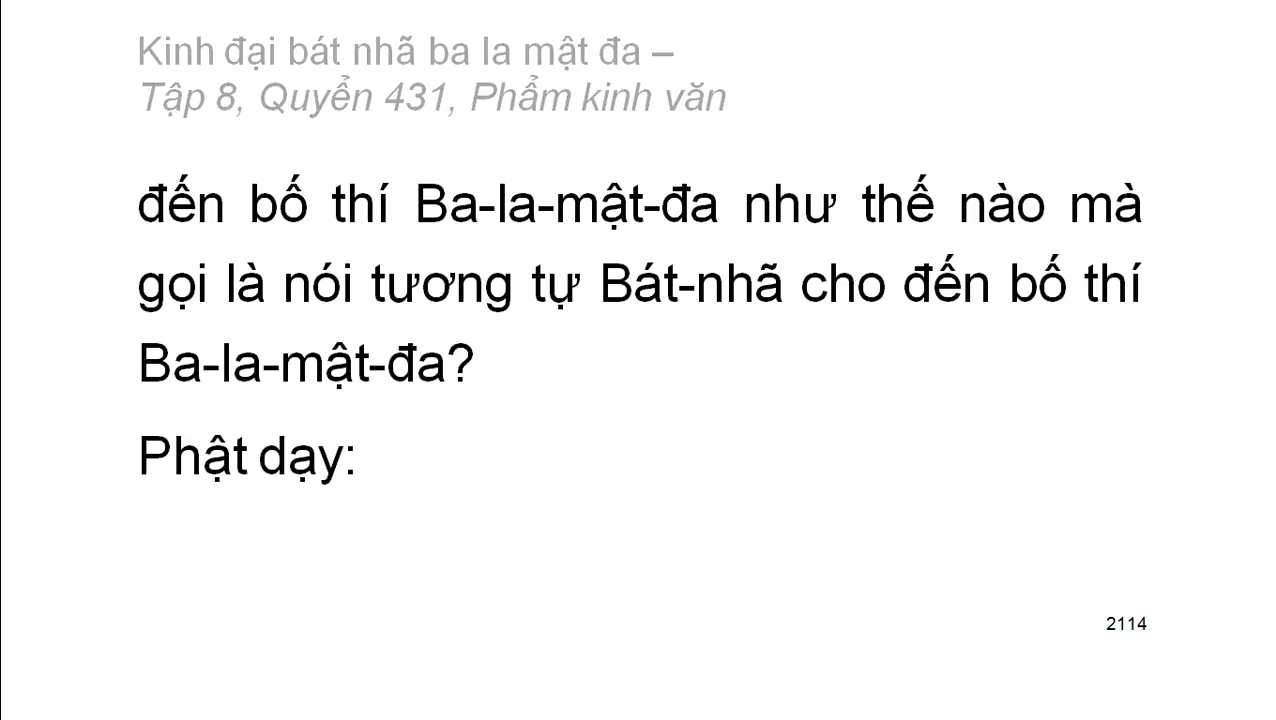 Kinh đại bát nhã ba la mật đa –
Tập 8, Quyển 431, Phẩm kinh văn
đến bố thí Ba-la-mật-đa như thế nào mà
gọi là nói tương tự Bát-nhã cho đến bố thí
Ba-la-mật-đa?
Phật dạy:
2114